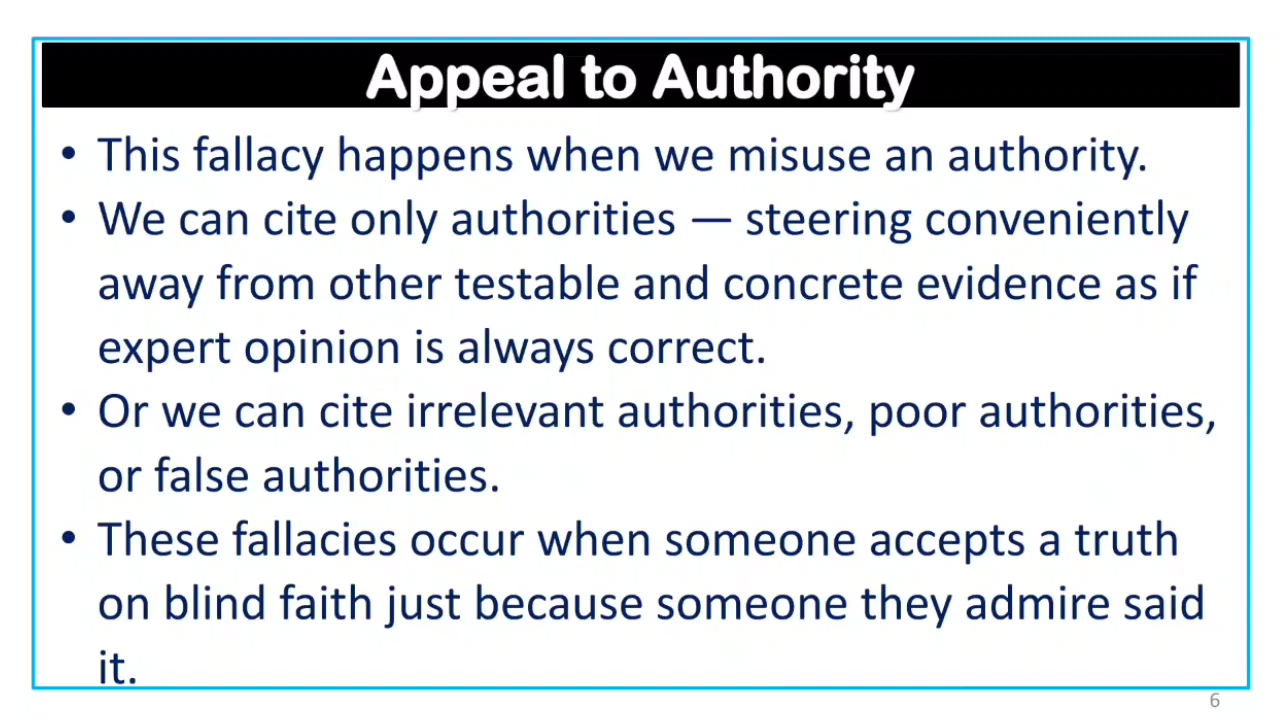 Appeal to Authority
• This fallacy happens when we misuse an authority.
• We can cite only authorities — steering conveniently
away from other testable and concrete evidence as if
expert opinion is always correct.
• Or we can cite irrelevant authorities, poor authorities,
or false authorities.
• These fallacies occur when someone accepts a truth
on blind faith just because someone they admire said
it.
6